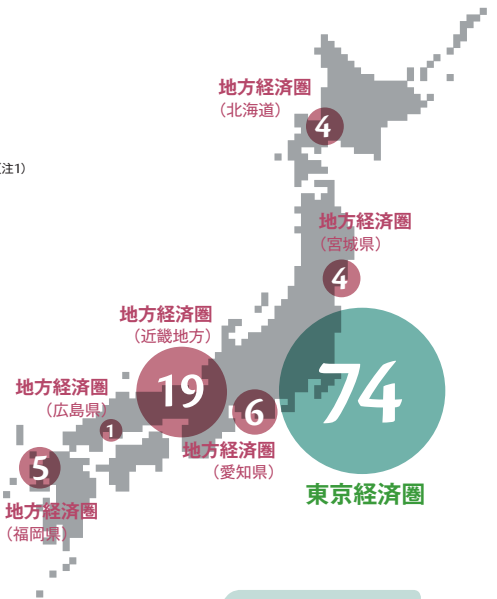 地方経済圏
（北海道）
4
注1）
地方経済圏
（宮城県）
4
地方経済圏
（近畿地方）
19
74
東京経済圏
6
地方経済圏
（愛知県）
地方経済圏
（広島県）
1
5
地方経済圏
（福岡県）